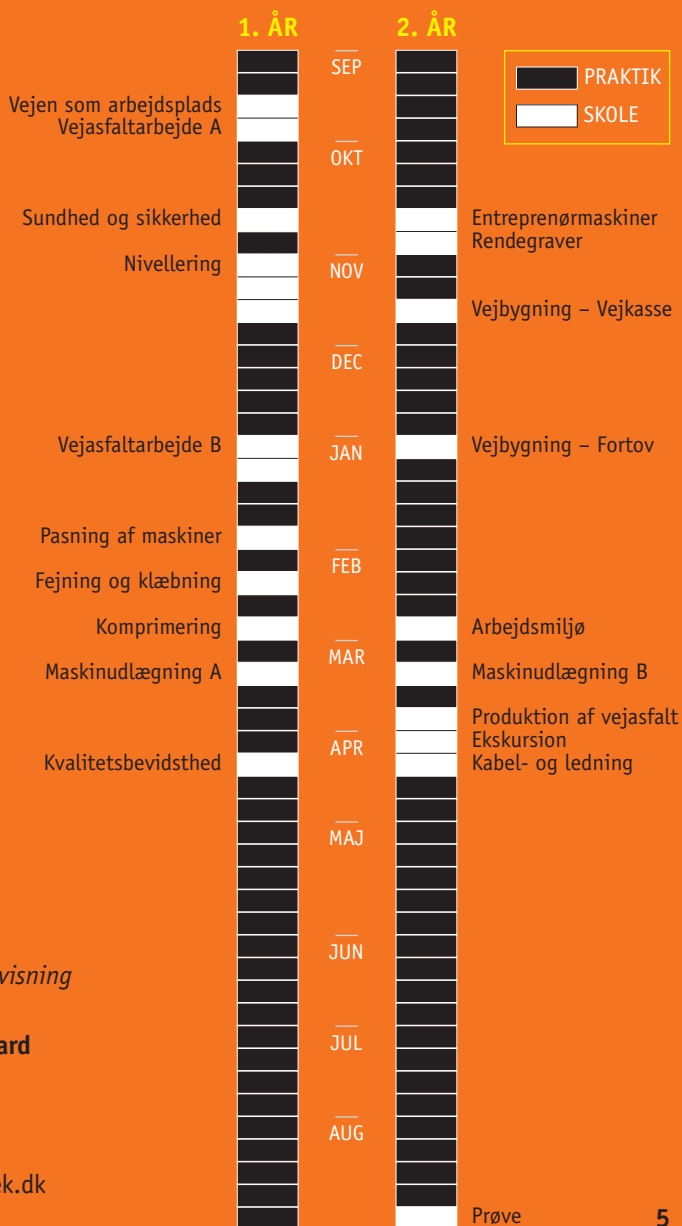 1. ÅR
2. ÅR
PRAKTIK
SKOLE
Vejen som arbejdsplads
Vejasfaltarbejde A
Sundhed og sikkerhed
Nivellering
Vejasfaltarbejde B
Pasning af maskiner
Fejning og klæbning
Komprimering
Maskinudlægning A
Kvalitetsbevidsthed
SEP
OKT
NOV
DEC
JAN
FEB
MAR
APR
MAJ
JUN
JUL
AUG
Entreprenørmaskiner
Rendegraver
Vejbygning – Vejkasse
Vejbygning – Fortov
Arbejdsmiljø
Maskinudlægning B
Produktion af vejasfalt
Ekskursion
Kabel- og ledning
Prøve
visning
ard
ek.dk
5